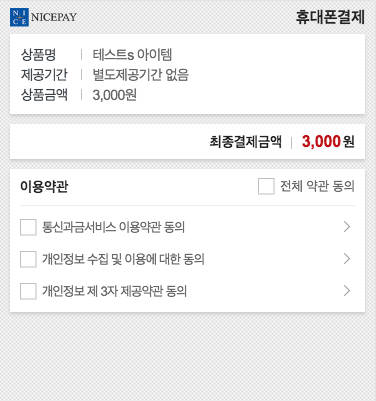 NICE NICEPAY 휴대폰결제
상품명 테스트s 아이템
제공기간 별도제공기간 없음
상품금액 3,000원
최종결제금액 3,000원
이용약관 전체 약관 동의
통신과금서비스 이용약관 동의
개인정보 수집 및 이용에 대한 동의
개인정보 제 3자 제공약관 동의